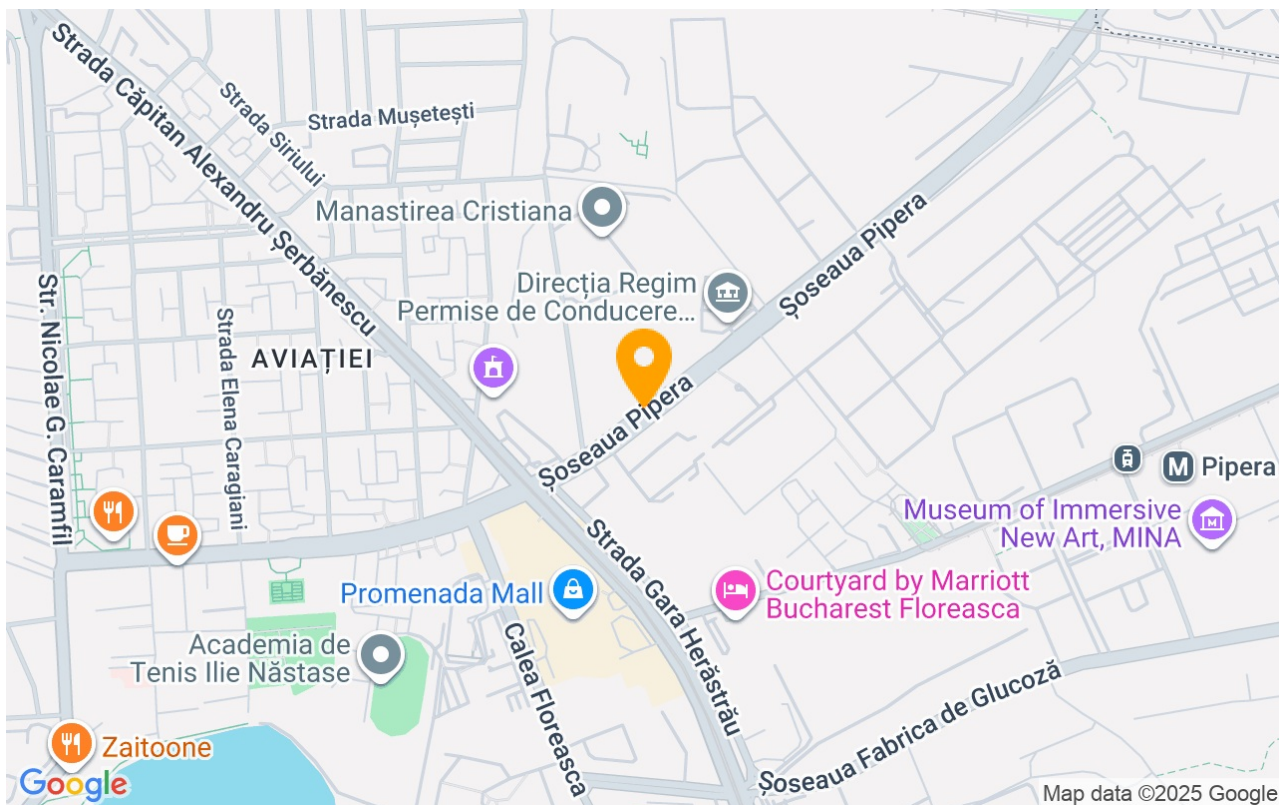 Strada Căpitan Alexandru Șerbănescu
Strada Siriului
Strada Mușetești
Manastirea Cristiana
Șoseaua Pipera
Direcția Regim
Permise de Conducere...
Str. Nicolae G. Caramfil
Strada Elena Caragiani
AVIAȚIEI
Șoseaua Pipera
M Pipera
Museum of Immersive
New Art, MINA
Strada Gara Herăstrău
Promenada Mall
Courtyard by Marriott
Bucharest Floreasca
Academia de
Tenis Ilie Năstase
Calea Floreasca
Șoseaua Fabrica de Glucoză
Zaitoone
Google
Map data ©2025 Google